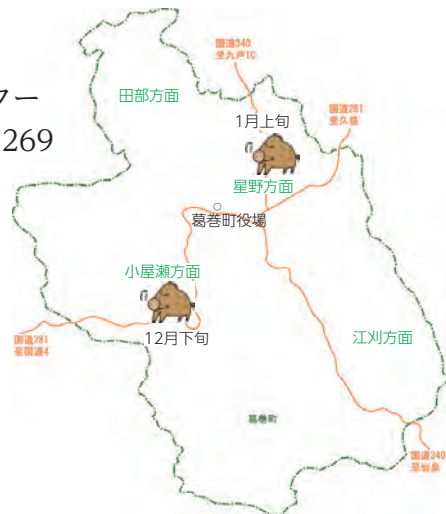 国道340
至九戸IC
ター
269
田部方面
国道281
至久慈
1月上旬
星野方面
葛巻町役場
小屋瀬方面
12月下旬
国道281
至国道4
江刈方面
葛巻町
国道340
至岩泉